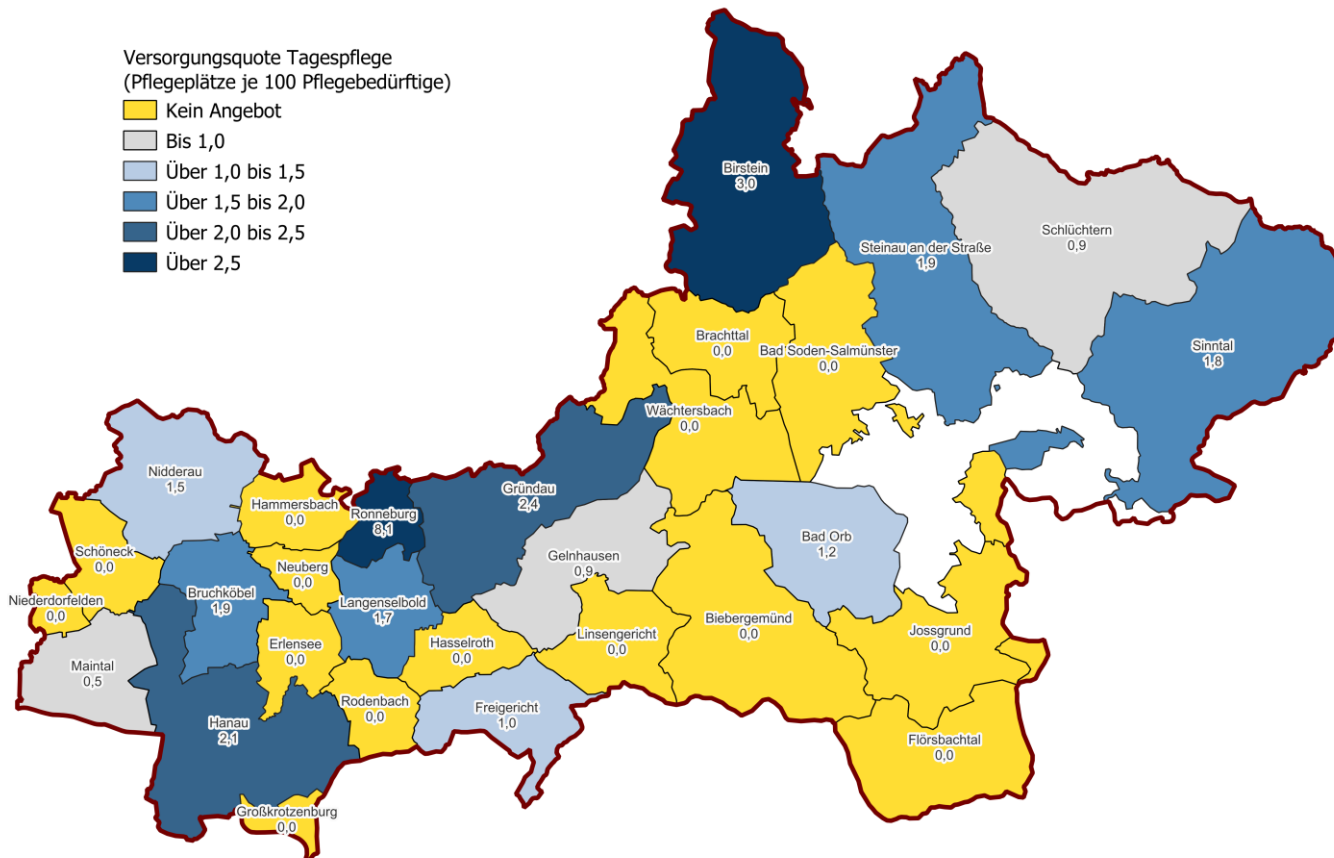 Versorgungsquote Tagespflege
(Pflegeplätze je 100 Pflegebedürftige)
Kein Angebot
Bis 1,0
Über 1,0 bis 1,5
Über 1,5 bis 2,0
Über 2,0 bis 2,5
Über 2,5
Birstein
3,0
Schlüchtern
0,9
Steinau an der Straße
1,9
Sinntal
1,8
Brachttal
0,0
Bad Soden-Salmünster
0,0
Wächtersbach
0,0
Nidderau
1,5
Hammersbach
0,0
Ronneburg
8,1
Gründau
2,4
Schöneck
0,0
Neuberg
0,0
Gelnhausen
0,9
Bad Orb
1,2
Niederdorfelden
0,0
Bruchköbel
1,9
Langenselbold
1,7
Erlensee
0,0
Hasselroth
0,0
Linsengericht
0,0
Biebergemünd
0,0
Jossgrund
0,0
Maintal
0,5
Rodenbach
0,0
Freigericht
1,0
Hanau
2,1
Flörsbachtal
0,0
Großkrotzenburg
0,0